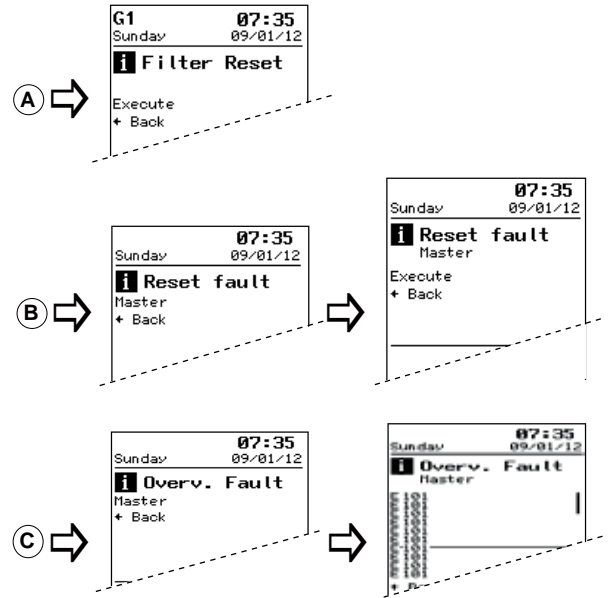 G1 07:35
Sunday 09/01/12
i Filter Reset
A
Execute
← Back
07:35
Sunday 09/01/12
i Reset fault
Master
B
← Back
07:35
Sunday 09/01/12
i Reset fault
Master
Execute
← Back
07:35
Sunday 09/01/12
i Overv. Fault
Master
← Back
C
07:35
Sunday 09/01/12
i Overv. Fault
Master